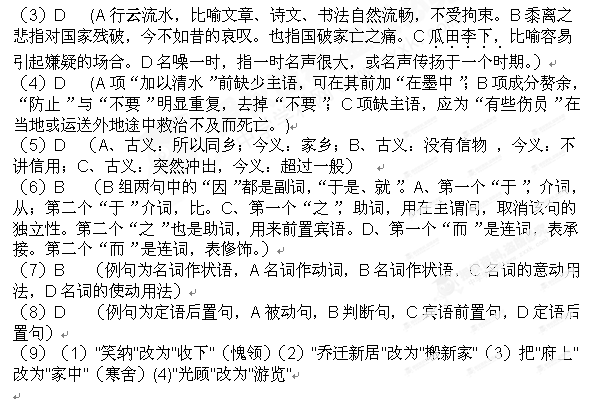 （3）D　(A 行云流水，比喻文章、诗文、书法自然流畅，不受拘束。B 黍离之
悲指对国家残破，今不如昔的哀叹。也指国破家亡之痛。C 瓜田李下，比喻容易
引起嫌疑的场合。D 名噪一时，指一时名声很大，或名声传扬于一个时期。）
（4）D　(A 项“加以清水”前缺少主语，可在其前加“在墨中”；B 项成分赘余，
“防止”与“不要”明显重复，去掉“不要”；C 项缺主语，应为“有些伤员”在
当地或运送外地途中救治不及而死亡。)
（5）D　（A、古义：所以同乡；今义：家乡；B、古义：没有信物 ，今义：不
讲信用；C、古义：突然冲出，今义：超过一般）
（6）B　（B 组两句中的“因”都是副词，“于是、就”。A、第一个“于”，介词，
从；第二个“于”介词，比。C、第一个“之”，助词，用在主谓间，取消该句的
独立性。第二个“之”也是助词，用来前置宾语。D、第一个“而”是连词，表承
接。第二个“而”是连词，表修饰。）
（7）B　（例句为名词作状语，A 名词作动词，B 名词作状语，C 名词的意动用
法，D 名词的使动用法）
（8）D　（例句为定语后置句，A 被动句，B 判断句，C 宾语前置句，D 定语后
置句）
（9）（1）"笑纳"改为"收下"（愧领）（2）"乔迁新居"改为"搬新家"（3）把"府上"
改为"家中"（寒舍）(4)"光顾"改为"游览"